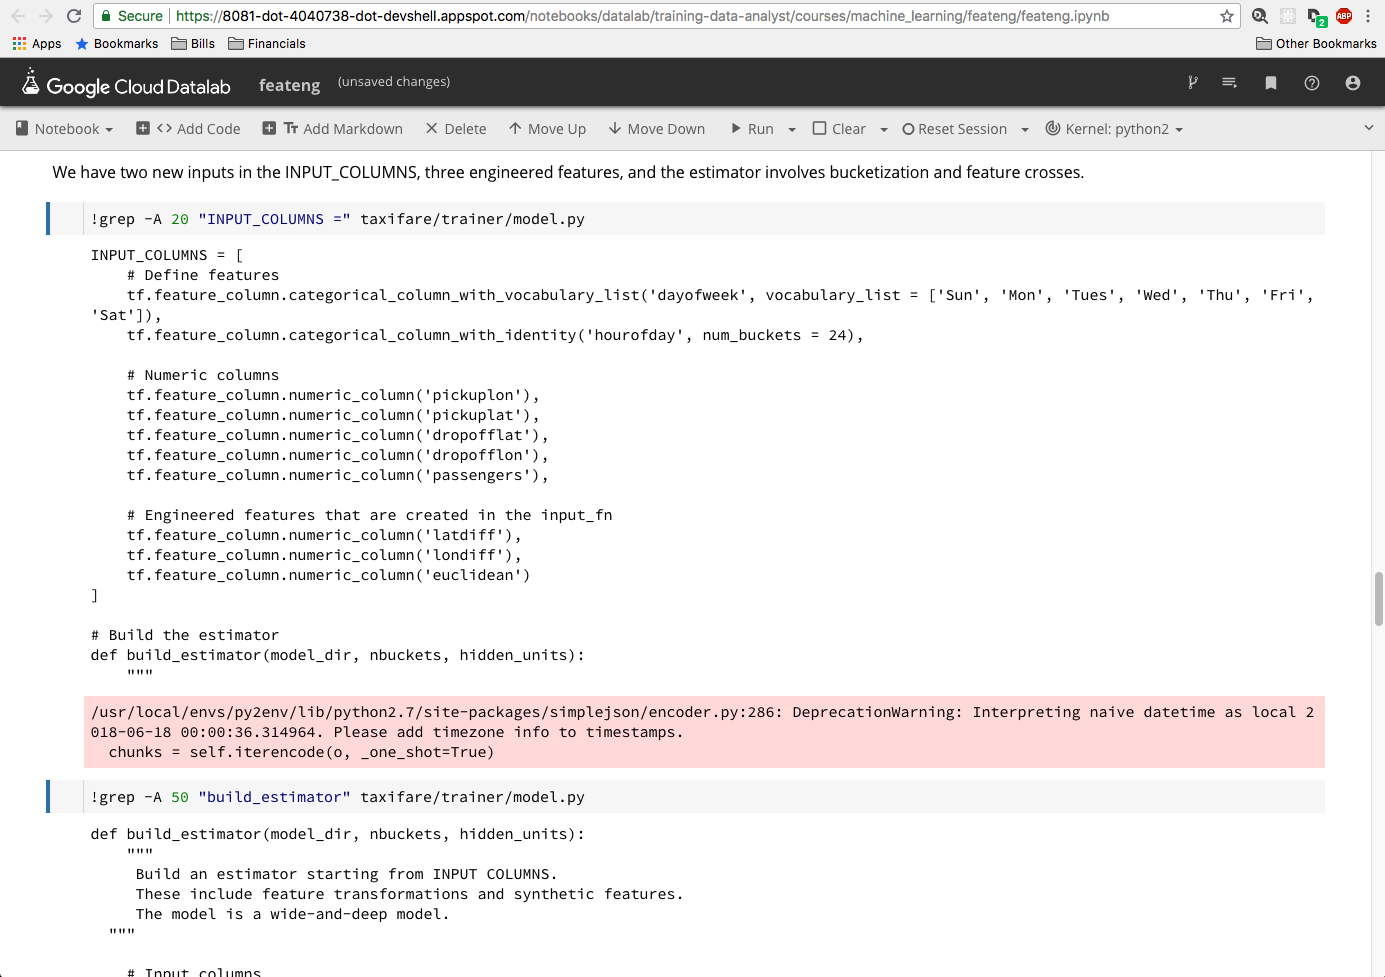 Secure https://8081-dot-4040738-dot-devshell.appspot.com/notebooks/datalab/training-data-analyst/courses/machine_learning/feateng/feateng.ipynb
2 ABP
Apps Bookmarks Bills Financials Other Bookmarks
Google Cloud Datalab feateng (unsaved changes)
Notebook Add Code Add Markdown Delete Move Up Move Down Run Clear Reset Session Kernel: python2
We have two new inputs in the INPUT_COLUMNS, three engineered features, and the estimator involves bucketization and feature crosses.
!grep -A 20 "INPUT_COLUMNS =" taxifare/trainer/model.py
INPUT_COLUMNS = [
    # Define features
    tf.feature_column.categorical_column_with_vocabulary_list('dayofweek', vocabulary_list = ['Sun', 'Mon', 'Tues', 'Wed', 'Thu', 'Fri',
'Sat']),
    tf.feature_column.categorical_column_with_identity('hourofday', num_buckets = 24),
    # Numeric columns
    tf.feature_column.numeric_column('pickuplon'),
    tf.feature_column.numeric_column('pickuplat'),
    tf.feature_column.numeric_column('dropofflat'),
    tf.feature_column.numeric_column('dropofflon'),
    tf.feature_column.numeric_column('passengers'),
    # Engineered features that are created in the input_fn
    tf.feature_column.numeric_column('latdiff'),
    tf.feature_column.numeric_column('londiff'),
    tf.feature_column.numeric_column('euclidean')
]
# Build the estimator
def build_estimator(model_dir, nbuckets, hidden_units):
    """
/usr/local/envs/py2env/lib/python2.7/site-packages/simplejson/encoder.py:286: DeprecationWarning: Interpreting naive datetime as local 2
018-06-18 00:00:36.314964. Please add timezone info to timestamps.
  chunks = self.iterencode(o, _one_shot=True)
!grep -A 50 "build_estimator" taxifare/trainer/model.py
def build_estimator(model_dir, nbuckets, hidden_units):
    """
     Build an estimator starting from INPUT COLUMNS.
     These include feature transformations and synthetic features.
     The model is a wide-and-deep model.
  """
    # Input columns